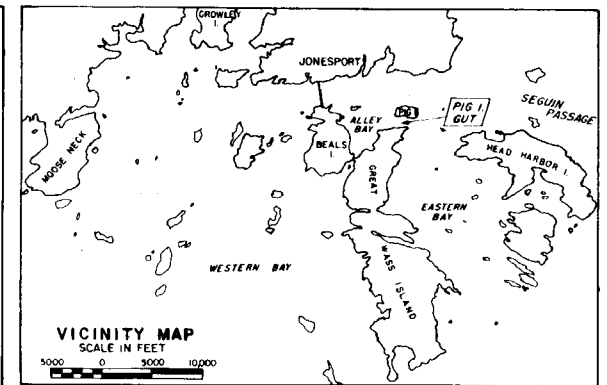 CROWLEY
I.
JONESPORT
SEGUIN
PASSAGE
PIG I.
GUT
PIG I
ALLEY
BAY
BEALS
I.
MOOSE NECK
GREAT
HEAD HARBOR I.
EASTERN
BAY
WESTERN BAY
WASS ISLAND
VICINITY MAP
SCALE IN FEET
5000 0 5000 10,000